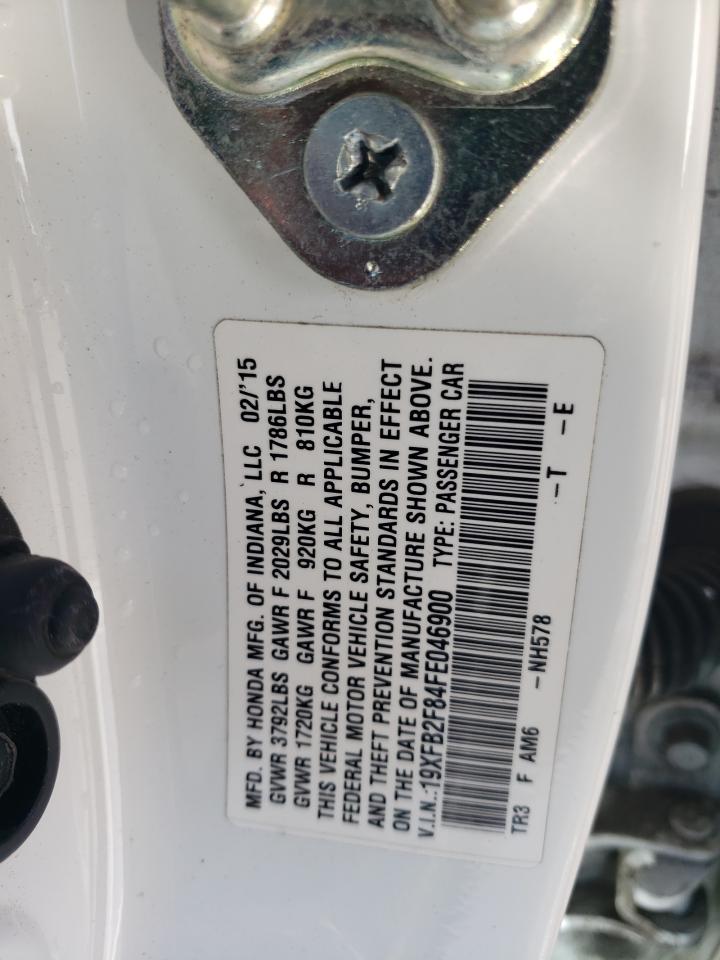 MFD. BY HONDA MFG. OF INDIANA, LLC 02/'15
GVWR 3792LBS GAWR F 2029LBS R 1786LBS
GVWR 1720KG GAWR F 920KG R 810KG
THIS VEHICLE CONFORMS TO ALL APPLICABLE
FEDERAL MOTOR VEHICLE SAFETY, BUMPER,
AND THEFT PREVENTION STANDARDS IN EFFECT
ON THE DATE OF MANUFACTURE SHOWN ABOVE.
V.I.N.:19XFB2F84FE046900 TYPE: PASSENGER CAR
TR3 F AM6 -NH578 -T -E